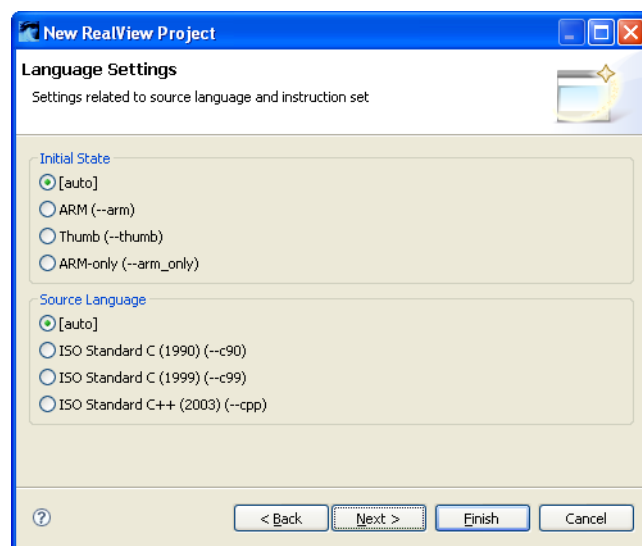 New RealView Project
Language Settings
Settings related to source language and instruction set
Initial State
[auto]
ARM (--arm)
Thumb (--thumb)
ARM-only (--arm_only)
Source Language
[auto]
ISO Standard C (1990) (--c90)
ISO Standard C (1999) (--c99)
ISO Standard C++ (2003) (--cpp)
? < Back Next > Finish Cancel